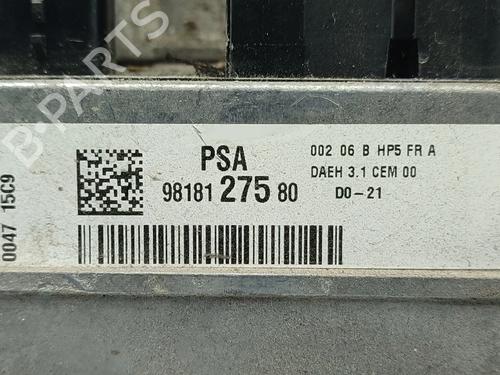 B-PARTS
PSA
98181 275 80
002 06 B HP5 FR A
DAEH 3.1 CEM 00
D0-21
0047 15C9